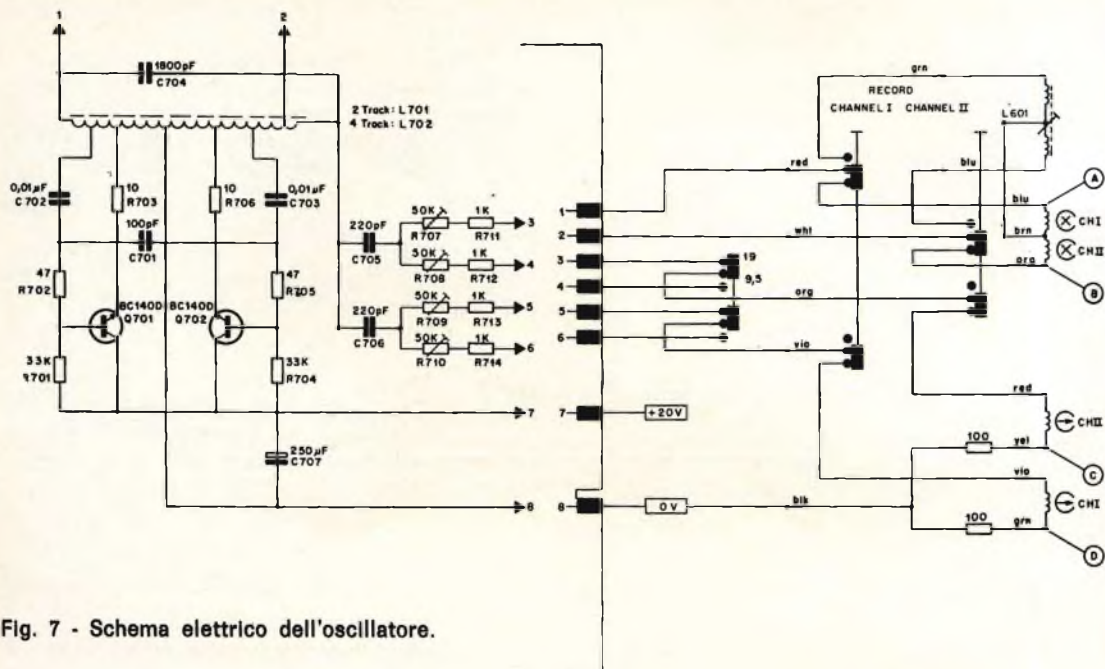 1
2
1800pF
C704
2 Track: L701
4 Track: L702
0,01µF
C702
10
R703
10
R706
0,01µF
C703
100pF
C701
47
R702
47
R705
BC140D
Q701
BC140D
Q702
33K
R701
33K
R704
250µF
C707
220pF
C705
220pF
C706
50K
R707
1K
R711
3
50K
R708
1K
R712
4
50K
R709
1K
R713
5
50K
R710
1K
R714
6
7
8
1
2
3
4
5
6
7
8
+20V
0V
19
9,5
red
wht
org
vio
blk
grn
RECORD
CHANNEL I CHANNEL II
L601
blu
blu
brn
org
A
CHI
CHII
B
red
CHII
100
yel
C
vio
CHI
100
grn
D
Fig. 7 - Schema elettrico dell'oscillatore.